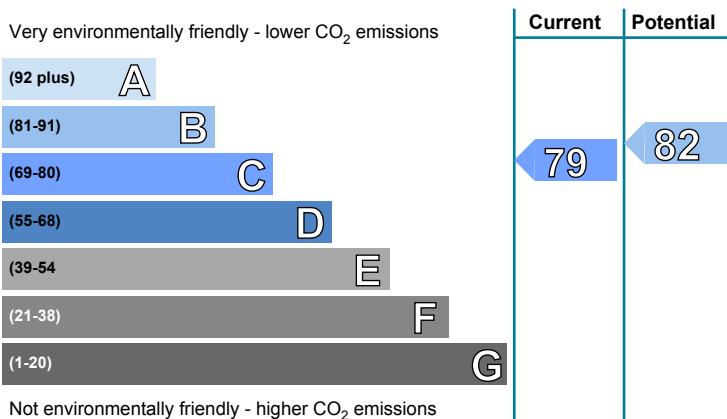 Current Potential
Very environmentally friendly - lower CO2 emissions
(92 plus) A
(81-91) B
82
(69-80) C
79
(55-68) D
(39-54 E
(21-38) F
(1-20) G
Not environmentally friendly - higher CO2 emissions